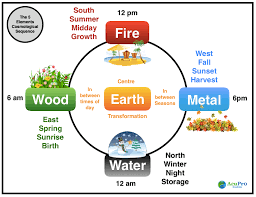 The 5
Elements
Cosmological
Sequence
12 pm
South
Summer
Midday
Growth
Fire
West
Fall
Sunset
Harvest
Centre
6 am
Wood
in
between
times of
day
Earth
in between
Seasons
Metal
6pm
Transformation
East
Spring
Sunrise
Birth
Water
12 am
North
Winter
Night
Storage
AcuPro